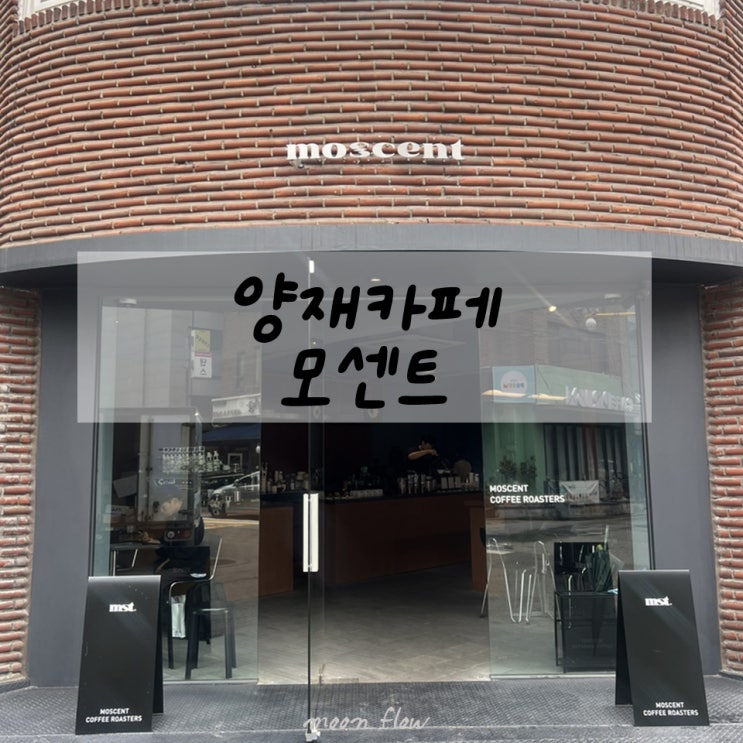 moscent
양재카페
모센트
MOSCENT
COFFEE ROASTERS
mst.
MOSCENT
COFFEE ROASTERS
mst.
MOSCENT
COFFEE ROASTERS
moon flow